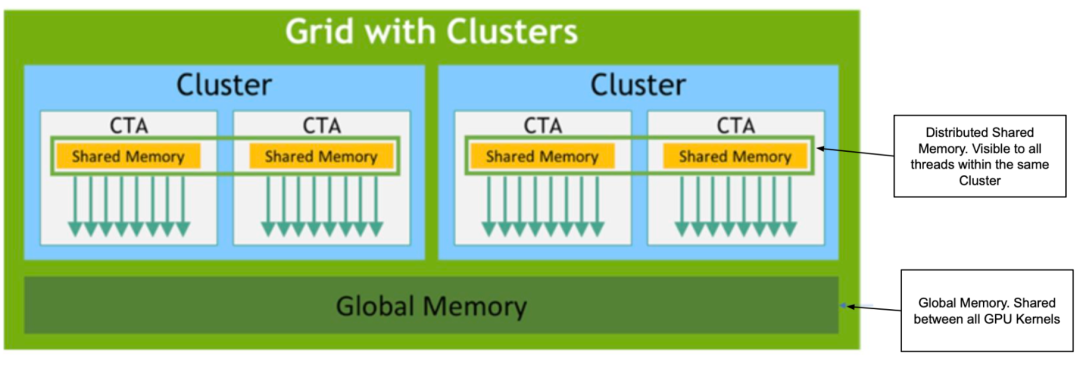 Grid with Clusters
Cluster
Cluster
CTA
CTA
CTA
CTA
Shared Memory
Shared Memory
Shared Memory
Shared Memory
Distributed Shared
Memory. Visible to all
threads within the same
Cluster
Global Memory
Global Memory. Shared
between all GPU Kernels